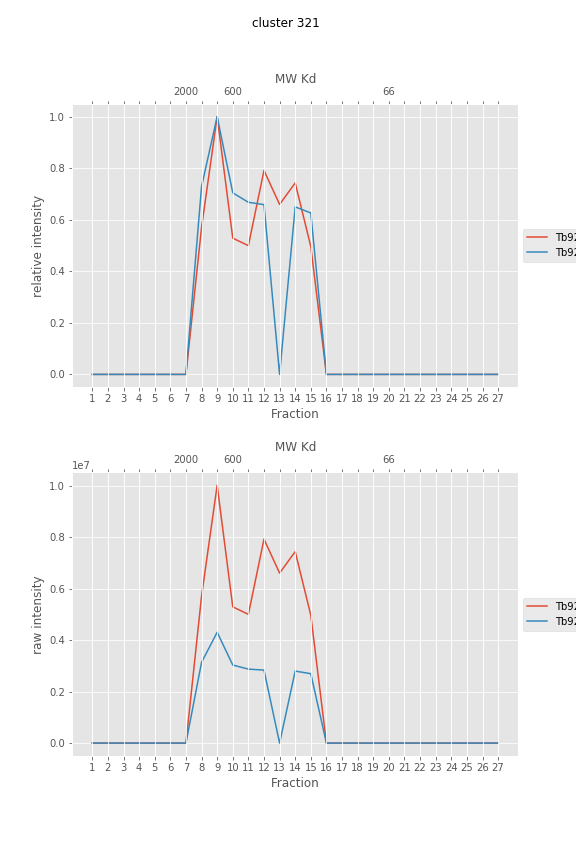 cluster 321
MW Kd
2000 600 66
1.0
0.8
0.6
0.4
0.2
0.0
relative intensity
Tb92
Tb92
1 2 3 4 5 6 7 8 9 10 11 12 13 14 15 16 17 18 19 20 21 22 23 24 25 26 27
Fraction
MW Kd
2000 600 66
1e7
1.0
0.8
0.6
0.4
0.2
0.0
raw intensity
Tb92
Tb92
1 2 3 4 5 6 7 8 9 10 11 12 13 14 15 16 17 18 19 20 21 22 23 24 25 26 27
Fraction